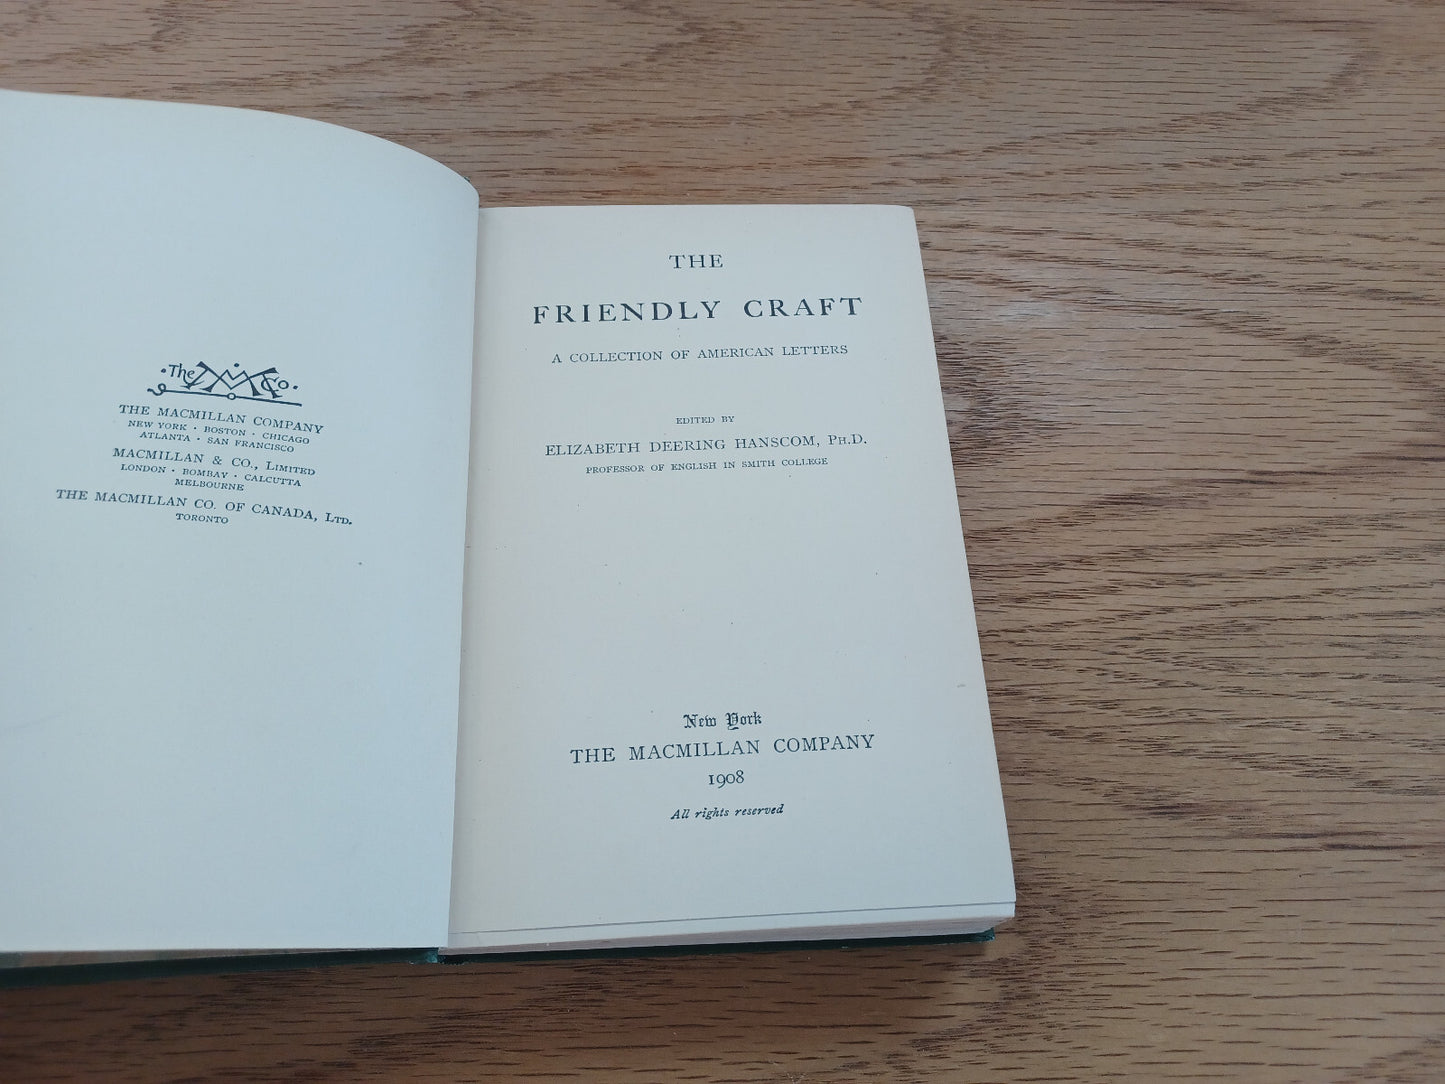 The MM Co.
THE MACMILLAN COMPANY
NEW YORK · BOSTON · CHICAGO
ATLANTA · SAN FRANCISCO
MACMILLAN & CO., LIMITED
LONDON · BOMBAY · CALCUTTA
MELBOURNE
THE MACMILLAN CO. OF CANADA, LTD.
TORONTO
THE
FRIENDLY CRAFT
A COLLECTION OF AMERICAN LETTERS
EDITED BY
ELIZABETH DEERING HANSCOM, PH.D.
PROFESSOR OF ENGLISH IN SMITH COLLEGE
New York
THE MACMILLAN COMPANY
1908
All rights reserved